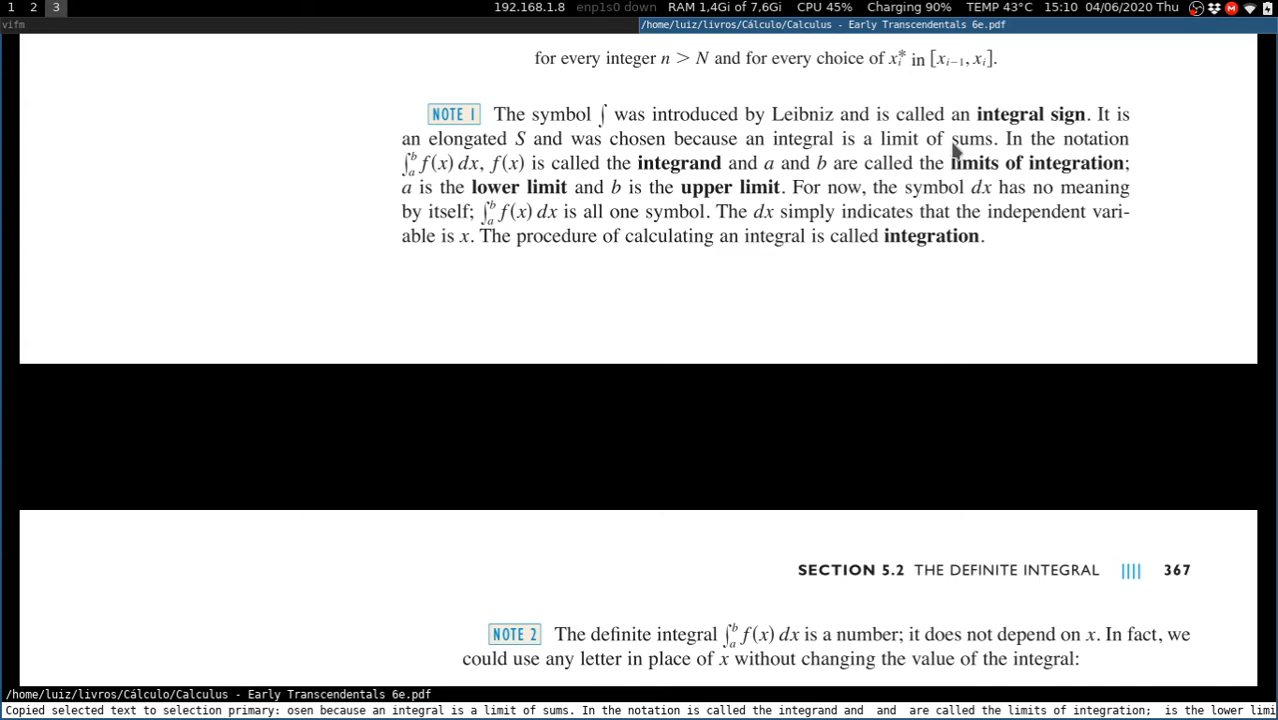 1 2 3 192.168.1.8 enp1s0 down RAM 1,4Gi of 7,6Gi CPU 45% Charging 90% TEMP 43°C 15:10 04/06/2020 Thu
vifm /home/luiz/livros/Cálculo/Calculus - Early Transcendentals 6e.pdf
for every integer n > N and for every choice of xᵢ* in [xᵢ₋₁, xᵢ].
NOTE 1 The symbol ∫ was introduced by Leibniz and is called an integral sign. It is
an elongated S and was chosen because an integral is a limit of sums. In the notation
∫ₐᵇ f(x) dx, f(x) is called the integrand and a and b are called the limits of integration;
a is the lower limit and b is the upper limit. For now, the symbol dx has no meaning
by itself; ∫ₐᵇ f(x) dx is all one symbol. The dx simply indicates that the independent vari-
able is x. The procedure of calculating an integral is called integration.
SECTION 5.2 THE DEFINITE INTEGRAL |||| 367
NOTE 2 The definite integral ∫ₐᵇ f(x) dx is a number; it does not depend on x. In fact, we
could use any letter in place of x without changing the value of the integral:
/home/luiz/livros/Cálculo/Calculus - Early Transcendentals 6e.pdf
Copied selected text to selection primary: osen because an integral is a limit of sums. In the notation is called the integrand and  and  are called the limits of integration;  is the lower limi